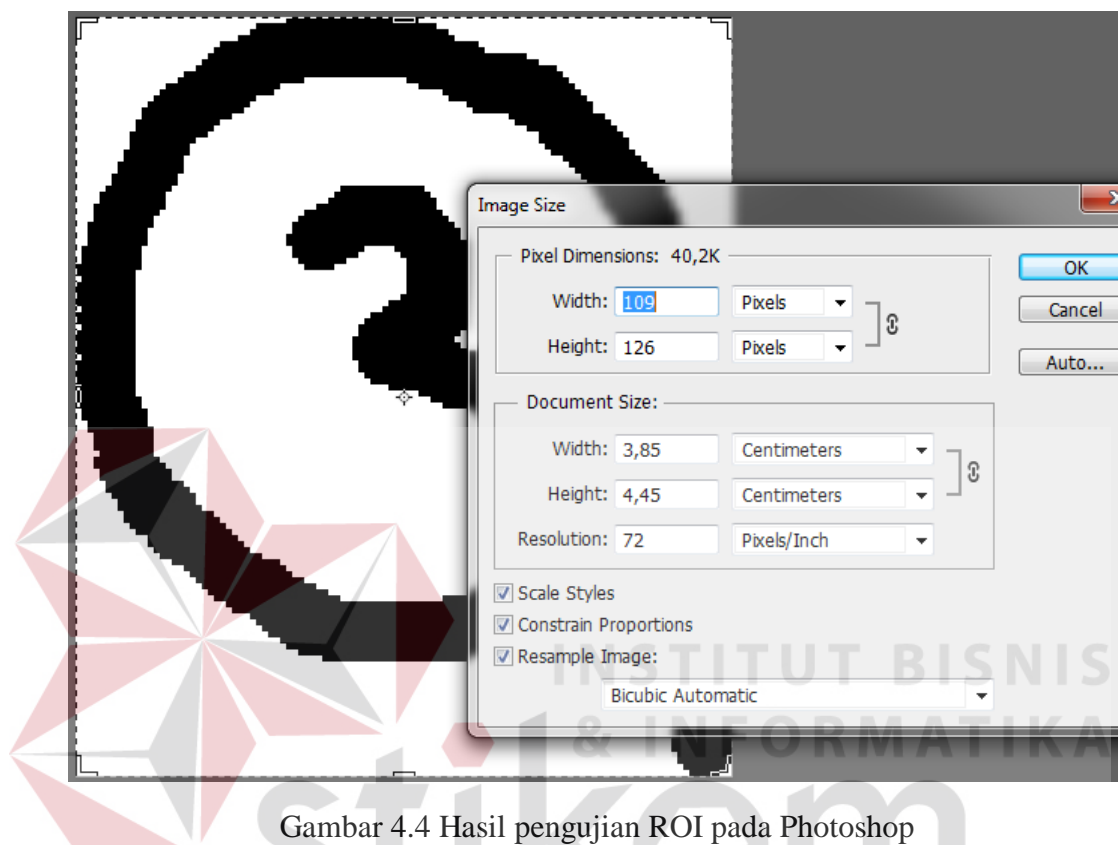 Image Size
Pixel Dimensions: 40,2K
Width: 109 Pixels
Height: 126 Pixels
OK
Cancel
Auto...
Document Size:
Width: 3,85 Centimeters
Height: 4,45 Centimeters
Resolution: 72 Pixels/Inch
Scale Styles
Constrain Proportions
Resample Image:
Bicubic Automatic
INSTITUT BISNIS
& INFORMATIKA
stikom
Gambar 4.4 Hasil pengujian ROI pada Photoshop